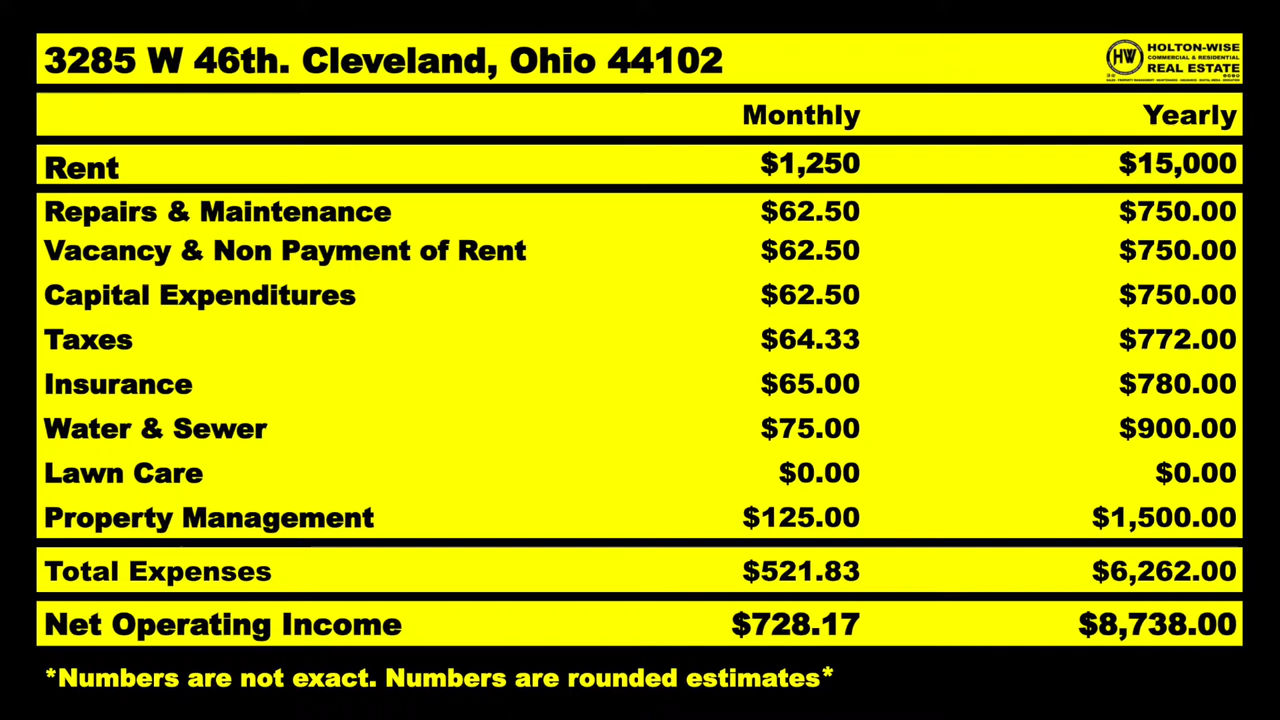 3285 W 46th. Cleveland, Ohio 44102
HW
HOLTON-WISE
COMMERCIAL & RESIDENTIAL
REAL ESTATE
Monthly Yearly
Rent $1,250 $15,000
Repairs & Maintenance $62.50 $750.00
Vacancy & Non Payment of Rent $62.50 $750.00
Capital Expenditures $62.50 $750.00
Taxes $64.33 $772.00
Insurance $65.00 $780.00
Water & Sewer $75.00 $900.00
Lawn Care $0.00 $0.00
Property Management $125.00 $1,500.00
Total Expenses $521.83 $6,262.00
Net Operating Income $728.17 $8,738.00
*Numbers are not exact. Numbers are rounded estimates*